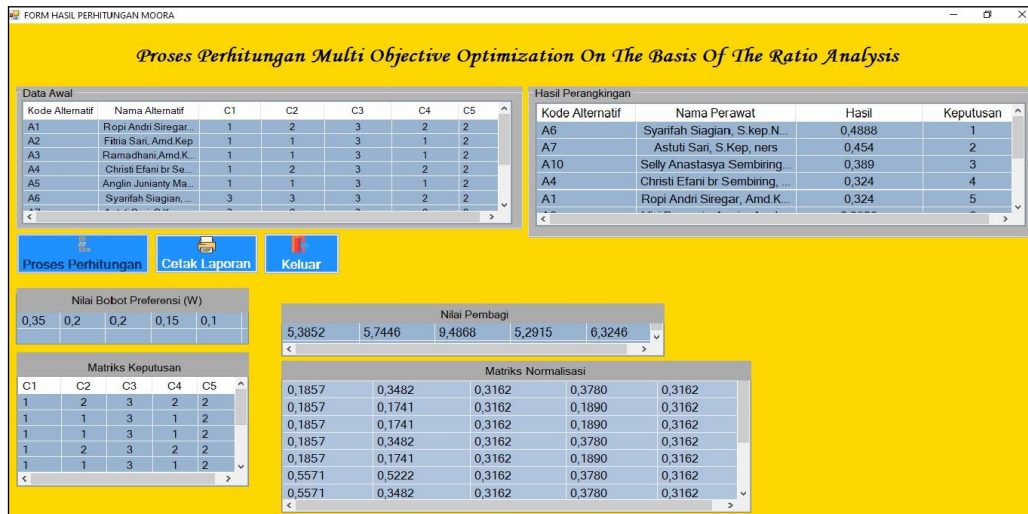 FORM HASIL PERHITUNGAN MOORA
Proses Perhitungan Multi Objective Optimization On The Basis Of The Ratio Analysis
Data Awal
Kode Alternatif Nama Alternatif C1 C2 C3 C4 C5
A1 Ropi Andri Siregar... 1 2 3 2 2
A2 Fitria Sari, Amd.Kep 1 1 3 1 2
A3 Ramadhani,Amd.K... 1 1 3 1 2
A4 Christi Efani br Se... 1 2 3 2 2
A5 Anglin Junianty Ma... 1 1 3 1 2
A6 Syarifah Siagian, ... 3 3 3 2 2
Hasil Perangkingan
Kode Alternatif Nama Perawat Hasil Keputusan
A6 Syarifah Siagian, S.kep.N... 0,4888 1
A7 Astuti Sari, S.Kep, ners 0,454 2
A10 Selly Anastasya Sembiring... 0,389 3
A4 Christi Efani br Sembiring, ... 0,324 4
A1 Ropi Andri Siregar, Amd.K... 0,324 5
Proses Perhitungan Cetak Laporan Keluar
Nilai Bobot Preferensi (W)
0,35 0,2 0,2 0,15 0,1
Nilai Pembagi
5,3852 5,7446 9,4868 5,2915 6,3246
Matriks Keputusan
C1 C2 C3 C4 C5
1 2 3 2 2
1 1 3 1 2
1 1 3 1 2
1 2 3 2 2
1 1 3 1 2
Matriks Normalisasi
0,1857 0,3482 0,3162 0,3780 0,3162
0,1857 0,1741 0,3162 0,1890 0,3162
0,1857 0,1741 0,3162 0,1890 0,3162
0,1857 0,3482 0,3162 0,3780 0,3162
0,1857 0,1741 0,3162 0,1890 0,3162
0,5571 0,5222 0,3162 0,3780 0,3162
0,5571 0,3482 0,3162 0,3780 0,3162